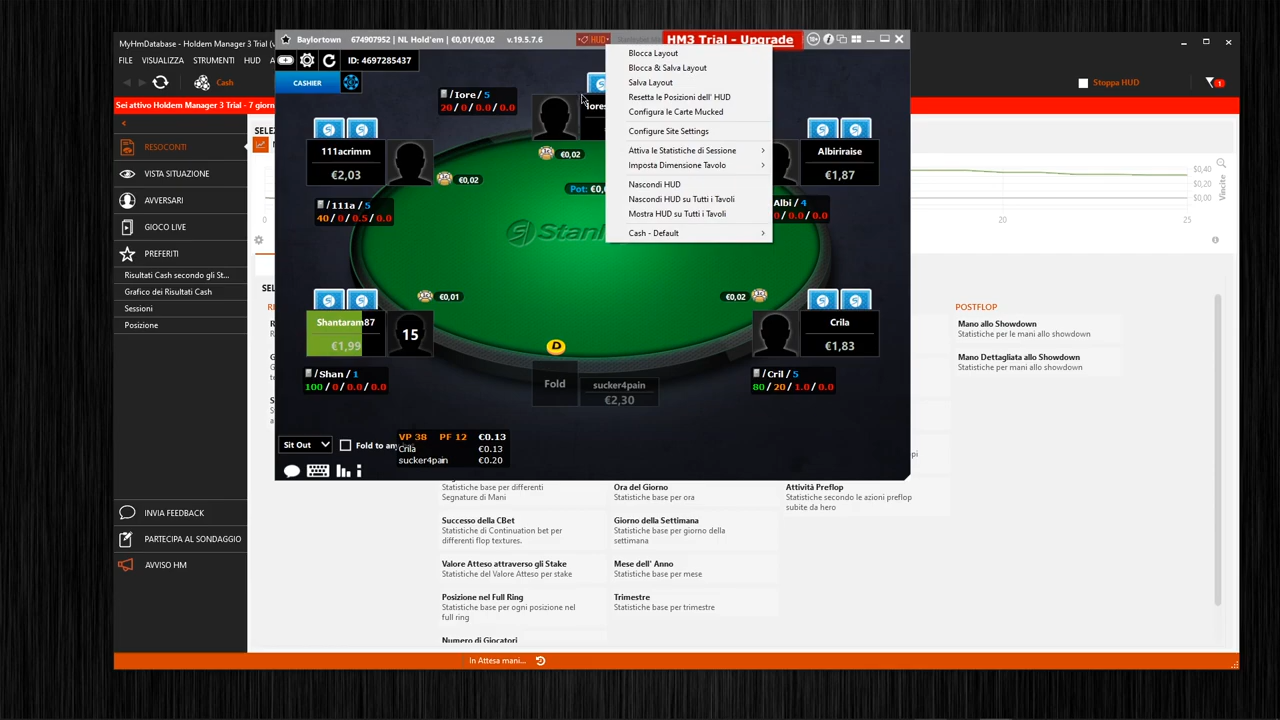 MyHmDatabase - Holdem Manager 3 Trial (v
FILE VISUALIZZA STRUMENTI HUD
Cash
Stoppa HUD
1
Sei attivo Holdem Manager 3 Trial - 7 giorn
RESOCONTI
VISTA SITUAZIONE
AVVERSARI
GIOCO LIVE
PREFERITI
Risultati Cash secondo gli St...
Grafico dei Risultati Cash
Sessioni
Posizione
INVIA FEEDBACK
PARTECIPA AL SONDAGGIO
AVVISO HM
Baylortown 674907952 | NL Hold'em | €0,01/€0,02 v.19.5.7.6
HUD
HM3 Trial - Upgrade
ID: 4697285437
CASHIER
Blocca Layout
Blocca & Salva Layout
Salva Layout
Resetta le Posizioni dell' HUD
Configura le Carte Mucked
Configure Site Settings
Attiva le Statistiche di Sessione
Imposta Dimensione Tavolo
Nascondi HUD
Nascondi HUD su Tutti i Tavoli
Mostra HUD su Tutti i Tavoli
Cash - Default
/ Iore / 5
20 / 0 / 0.0 / 0.0
111acrimm
€2,03
€0,02
€0,02
Albiriraise
€1,87
/ 111a / 5
40 / 0 / 0.5 / 0.0
Albi / 4
/ 0.0 / 0.0
Pot:
€0,01
€0,02
Shantaram87
€1,99
15
D
Crila
€1,83
/ Shan / 1
100 / 0 / 0.0 / 0.0
Fold
sucker4pain
€2,30
/ Cril / 5
80 / 20 / 1.0 / 0.0
Sit Out
Fold to an
VP 38 PF 12 €0.13
Crila €0.13
sucker4pain €0.20
€0,40
€0,20
€0,00
Vincite
0
20
25
POSTFLOP
Mano allo Showdown
Statistiche per le mani allo showdown
Mano Dettagliata allo Showdown
Statistiche base per mani allo showdown
Statistiche base per differenti
Segnature di Mani
Ora del Giorno
Statistiche base per ora
Attività Preflop
Statistiche secondo le azioni preflop
subite da hero
Successo della CBet
Statistiche di Continuation bet per
differenti flop textures.
Giorno della Settimana
Statistiche base per giorno della
settimana
Valore Atteso attraverso gli Stake
Statistiche del Valore Atteso per stake
Mese dell' Anno
Statistiche base per mese
Posizione nel Full Ring
Statistiche base per ogni posizione nel
full ring
Trimestre
Statistiche base per trimestre
Numero di Giocatori
In Attesa mani...